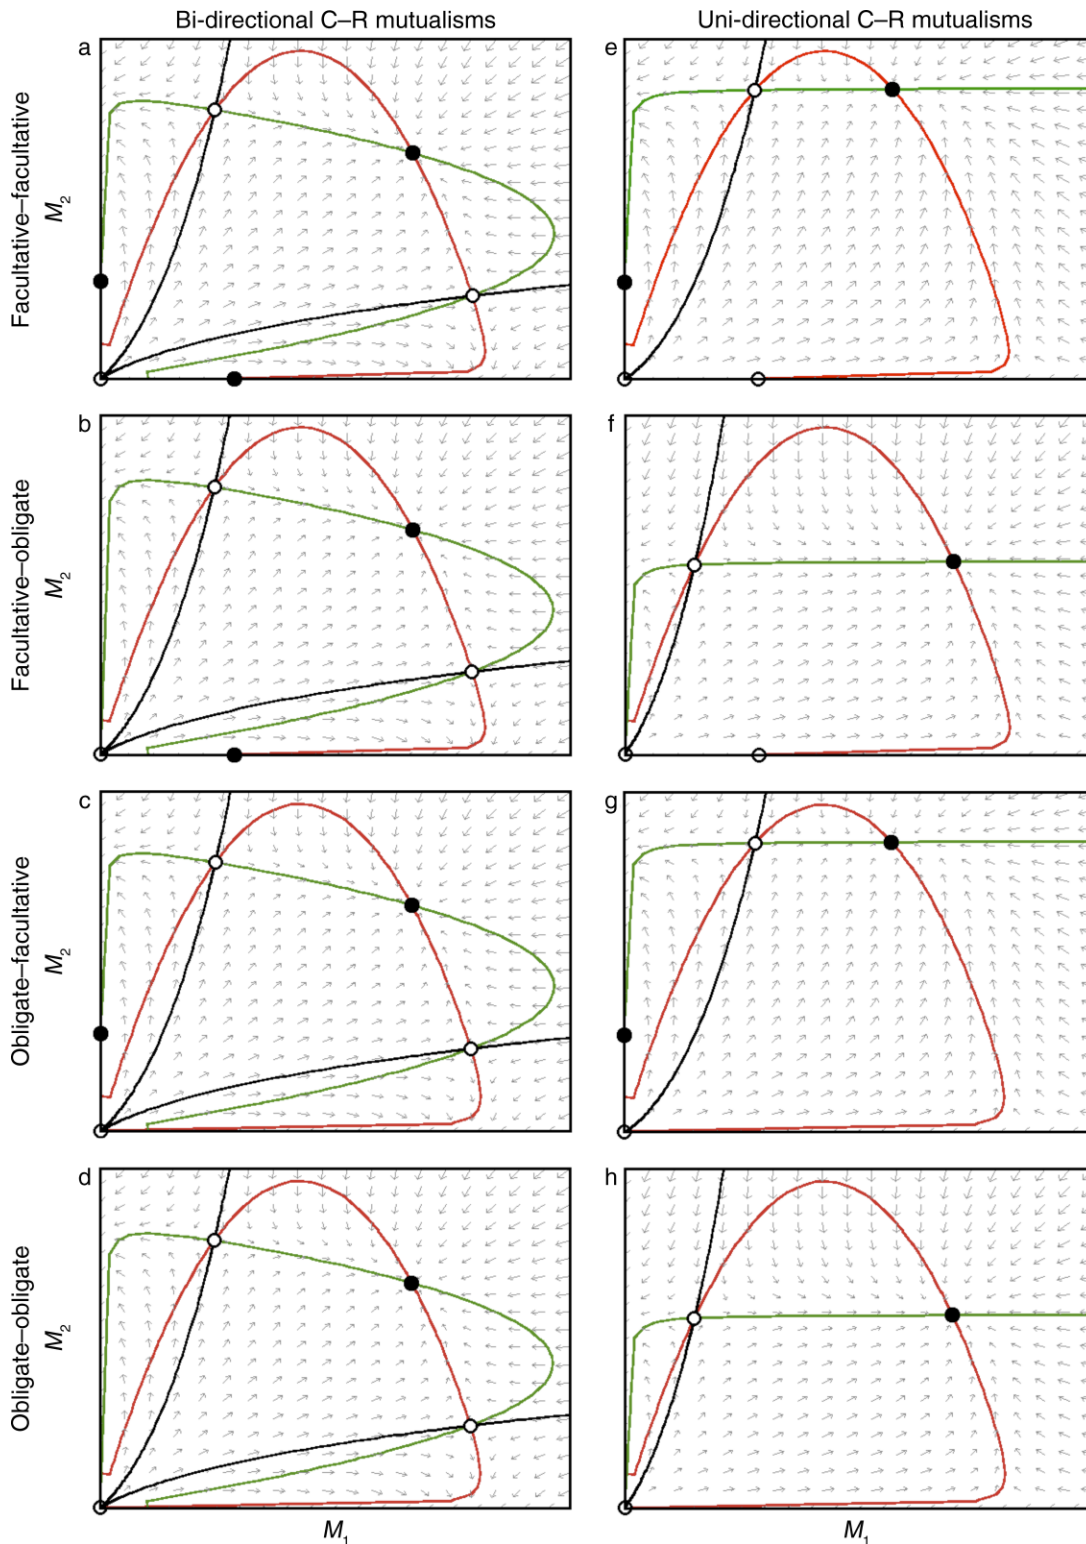 Bi-directional C–R mutualisms
Uni-directional C–R mutualisms
a
e
Facultative–facultative
M2
b
f
Facultative–obligate
M2
c
g
Obligate–facultative
M2
d
h
Obligate–obligate
M2
M1
M1